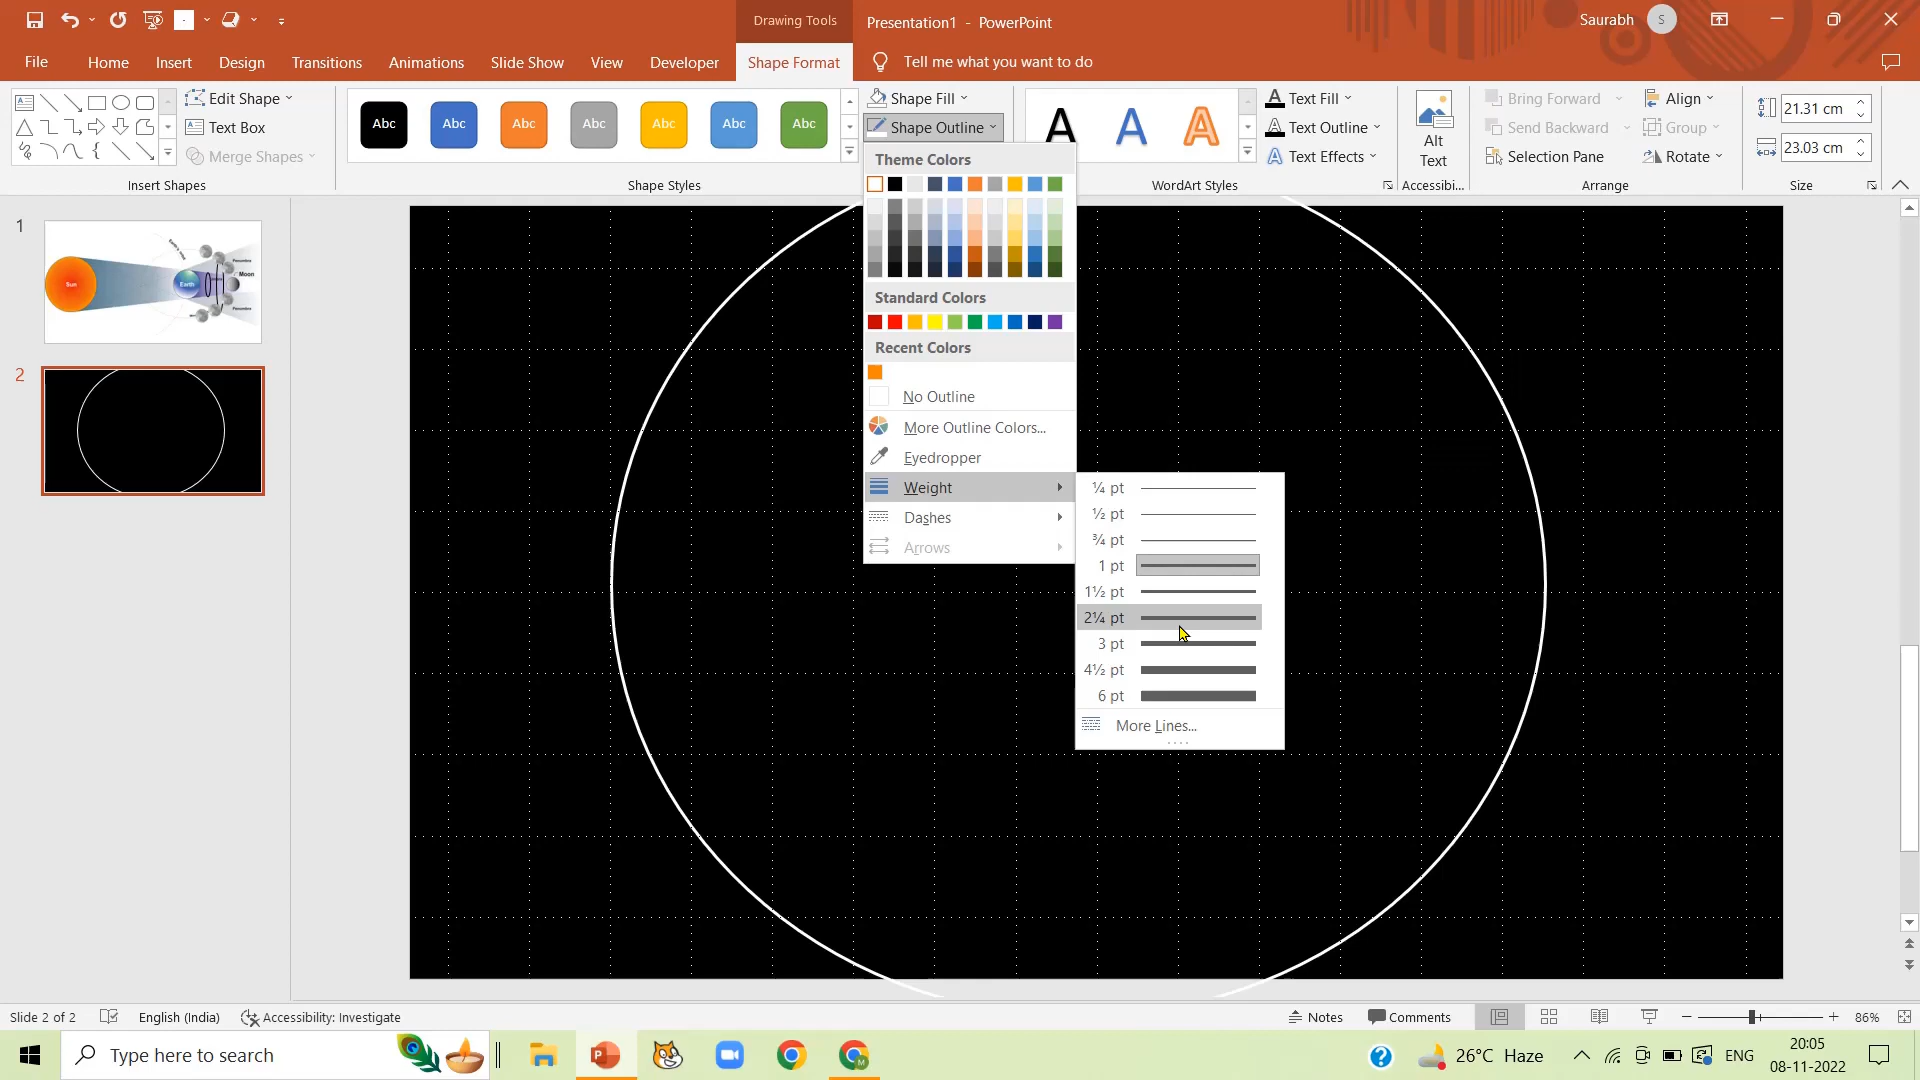 Drawing Tools
Presentation1 - PowerPoint
Saurabh
S
File
Home
Insert
Design
Transitions
Animations
Slide Show
View
Developer
Shape Format
Tell me what you want to do
Edit Shape
Text Box
Merge Shapes
Insert Shapes
Abc
Abc
Abc
Abc
Abc
Abc
Abc
Shape Styles
Shape Fill
Shape Outline
A
A
A
WordArt Styles
Text Fill
Text Outline
Text Effects
Alt
Text
Accessibi...
Bring Forward
Send Backward
Selection Pane
Align
Group
Rotate
Arrange
21.31 cm
23.03 cm
Size
Theme Colors
Standard Colors
Recent Colors
No Outline
More Outline Colors...
Eyedropper
Weight
Dashes
Arrows
¼ pt
½ pt
¾ pt
1 pt
1½ pt
2¼ pt
3 pt
4½ pt
6 pt
More Lines...
1
Sun
Earth
Moon
Penumbra
Penumbra
2
Slide 2 of 2
English (India)
Accessibility: Investigate
Notes
Comments
86%
Type here to search
26°C Haze
ENG
20:05
08-11-2022